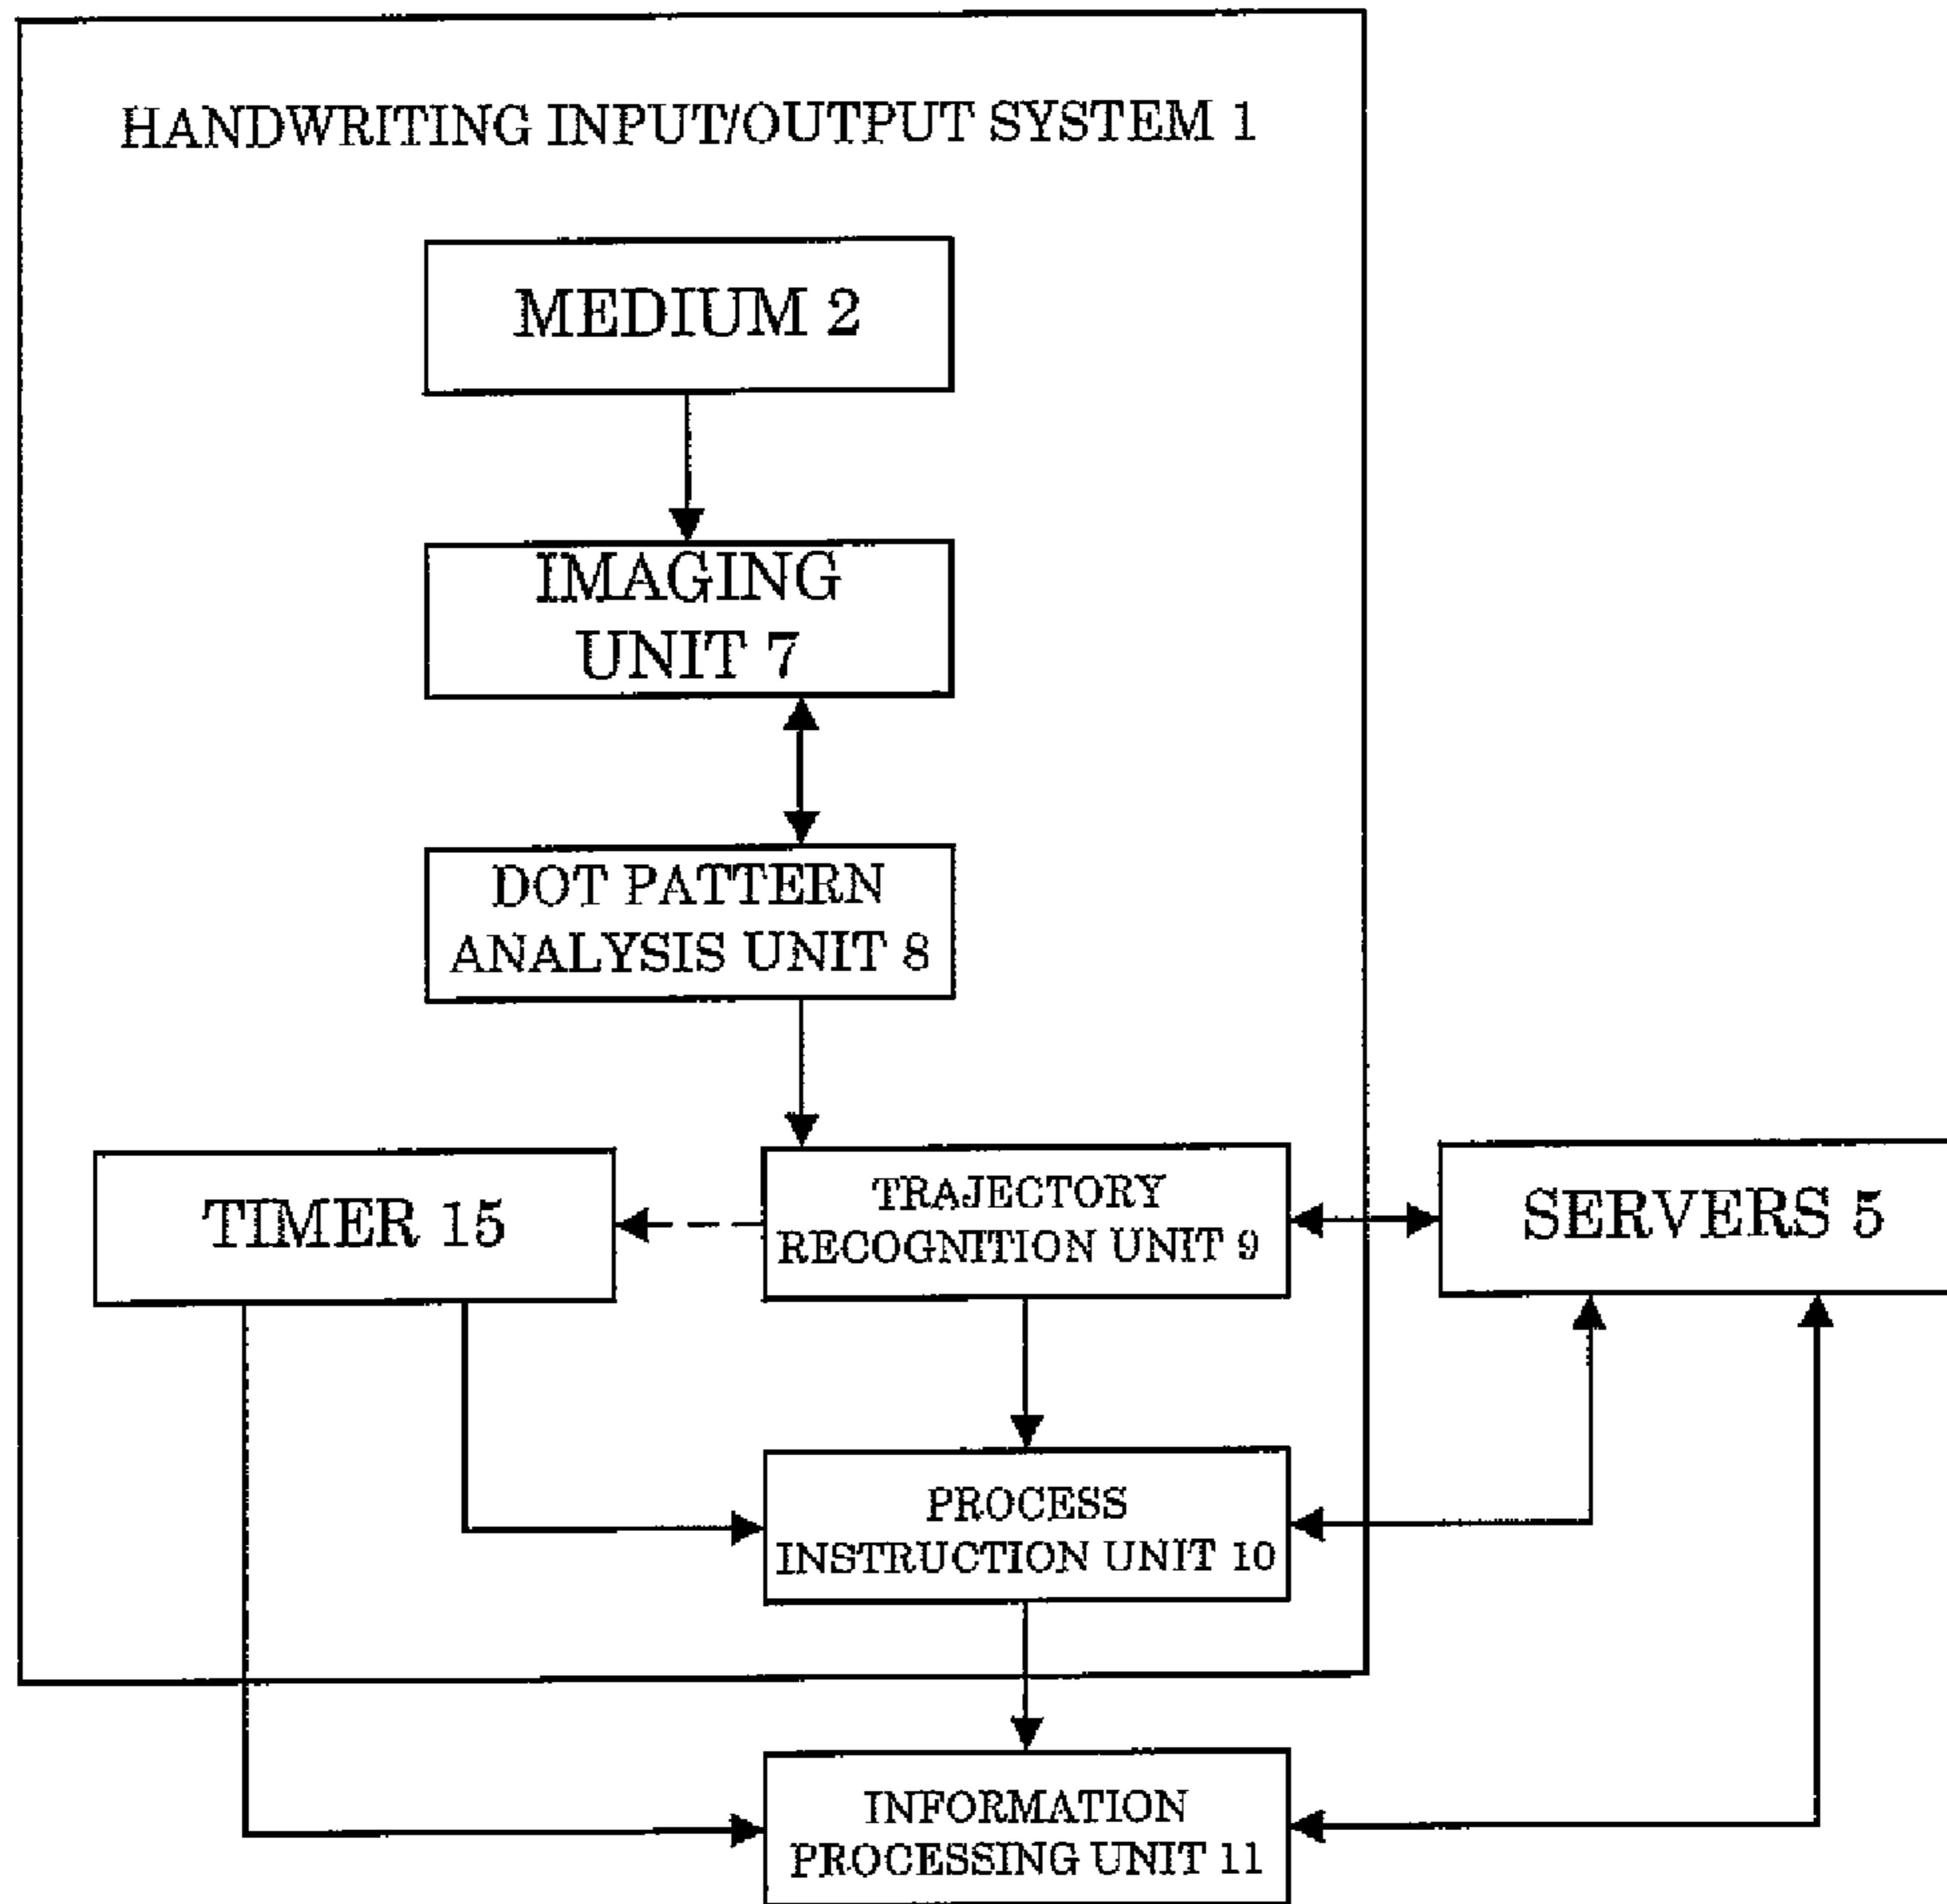 HANDWRITING INPUT/OUTPUT SYSTEM 1
MEDIUM 2
IMAGING
UNIT 7
DOT PATTERN
ANALYSIS UNIT 8
TIMER 15
TRAJECTORY
RECOGNITION UNIT 9
SERVERS 5
PROCESS
INSTRUCTION UNIT 10
INFORMATION
PROCESSING UNIT 11